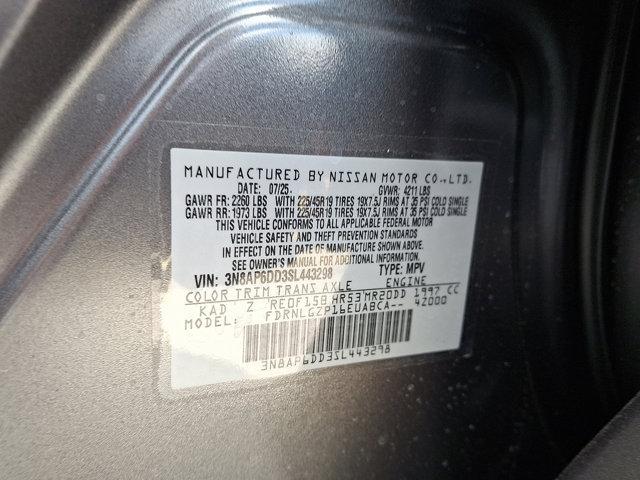 MANUFACTURED BY NISSAN MOTOR CO.,LTD.
DATE: 07/25 GVWR: 4211 LBS
GAWR FR: 2260 LBS WITH 225/45R19 TIRES 19X7.5J RIMS AT 35 PSI COLD SINGLE
GAWR RR: 1973 LBS WITH 225/45R19 TIRES 19X7.5J RIMS AT 35 PSI COLD SINGLE
THIS VEHICLE CONFORMS TO ALL APPLICABLE FEDERAL MOTOR
VEHICLE SAFETY AND THEFT PREVENTION STANDARDS
IN EFFECT ON THE DATE OF MANUFACTURE SHOWN ABOVE.
SEE OWNER'S MANUAL FOR ADDITIONAL INFORMATION.
VIN: 3N8AP6DD3SL443298 TYPE: MPV
COLOR TRIM TRANS AXLE ENGINE
KAD Z RE0F15B HR53 MR20DD 1997 CC
MODEL: FDRNLGZP16EUABCA-- 4Z000
3N8AP6DD3SL443298